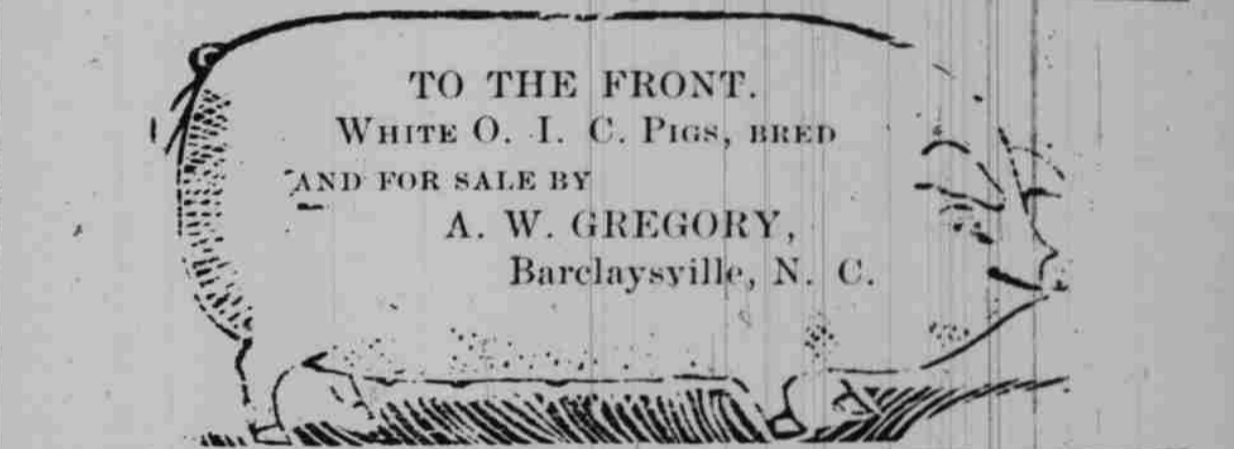 TO THE FRONT.
WHITE O. I. C. PIGS, BRED
AND FOR SALE BY
A. W. GREGORY,
Barclaysville, N. C.